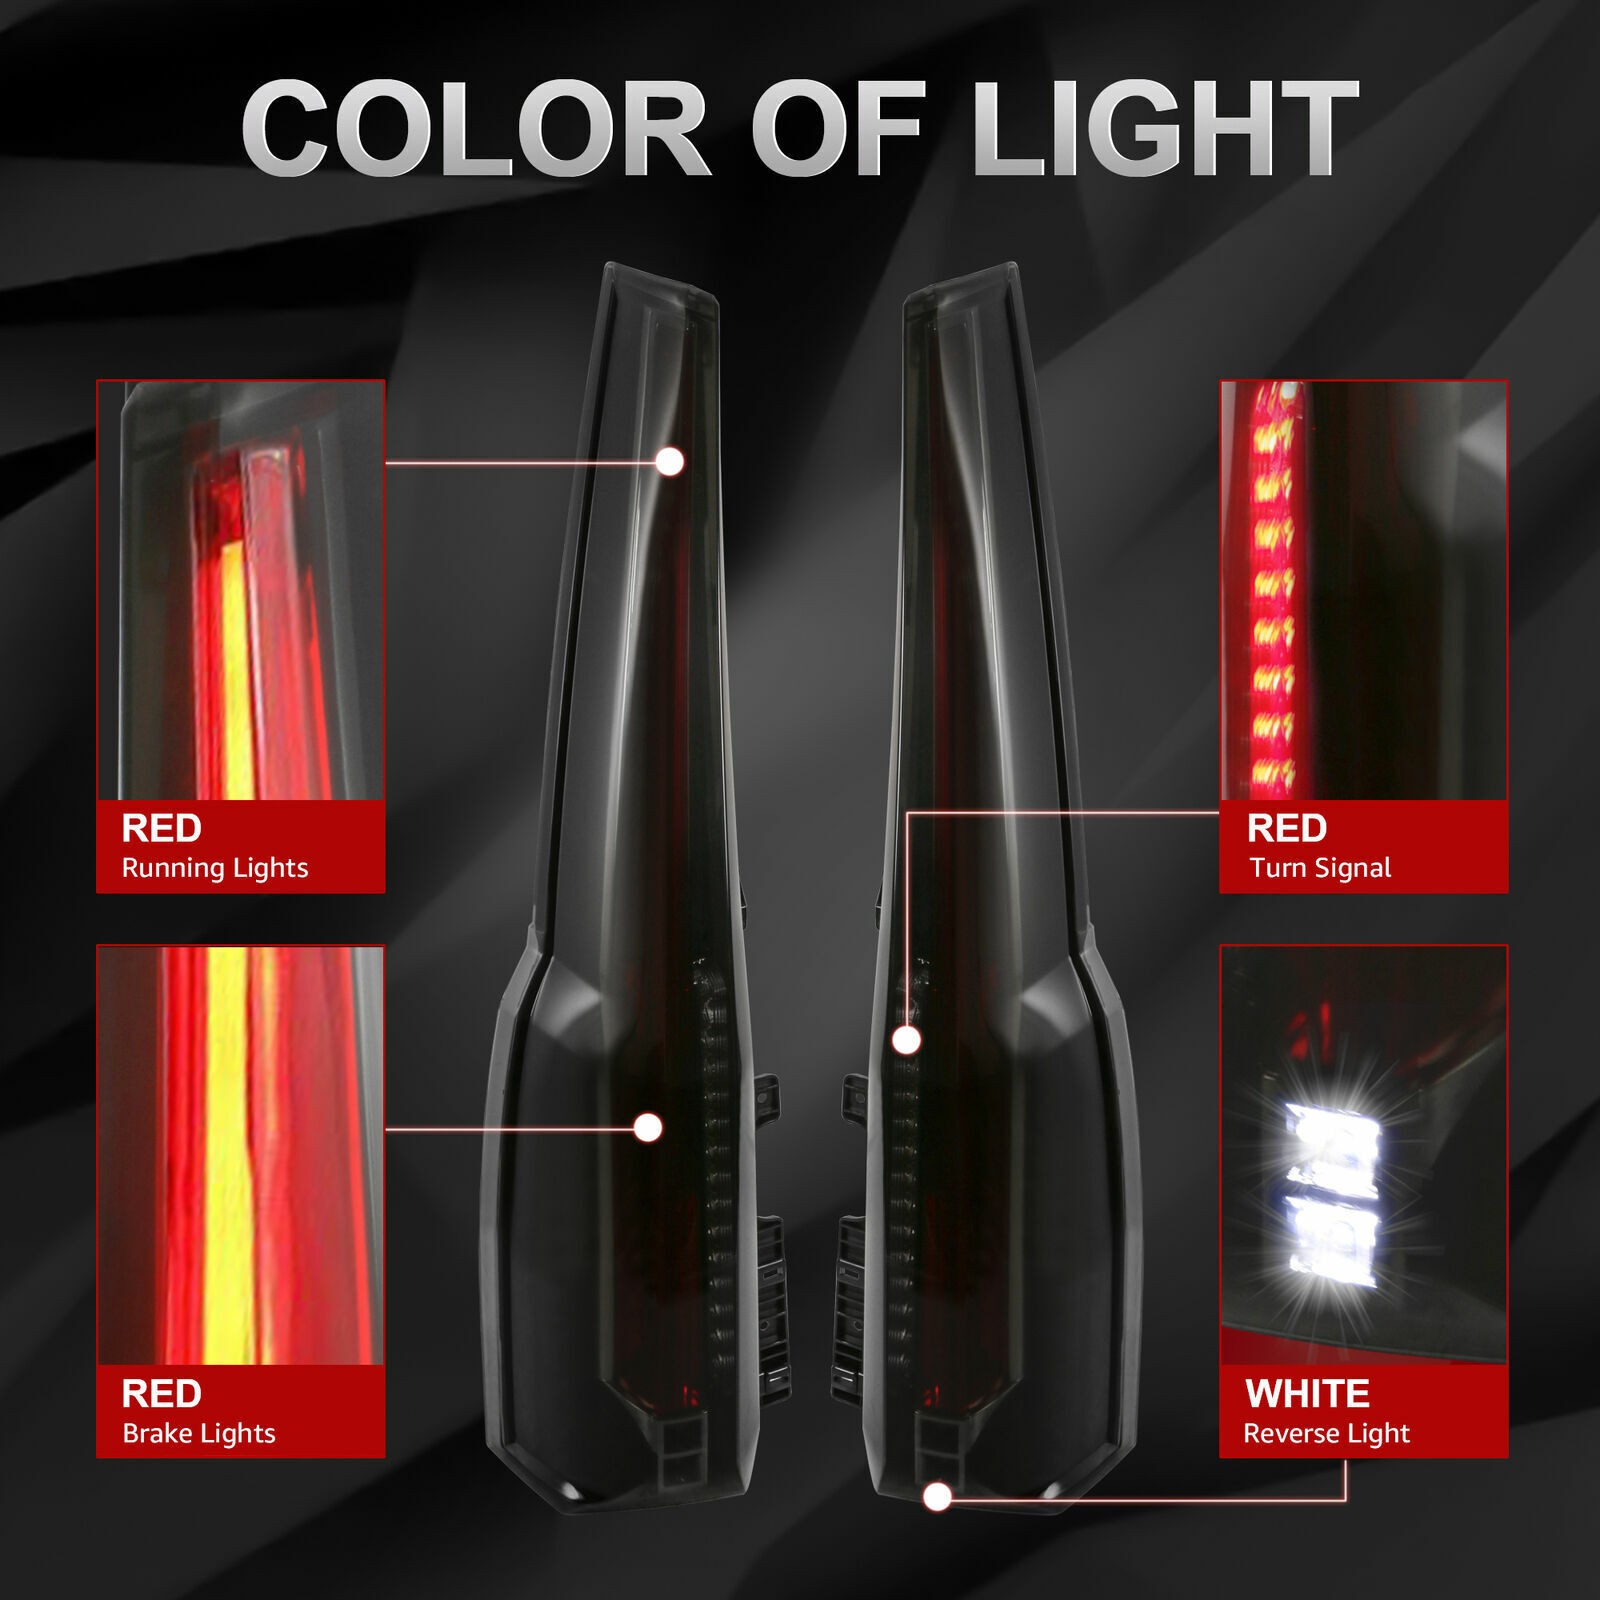 COLOR OF LIGHT
RED
Running Lights
RED
Turn Signal
RED
Brake Lights
WHITE
Reverse Light